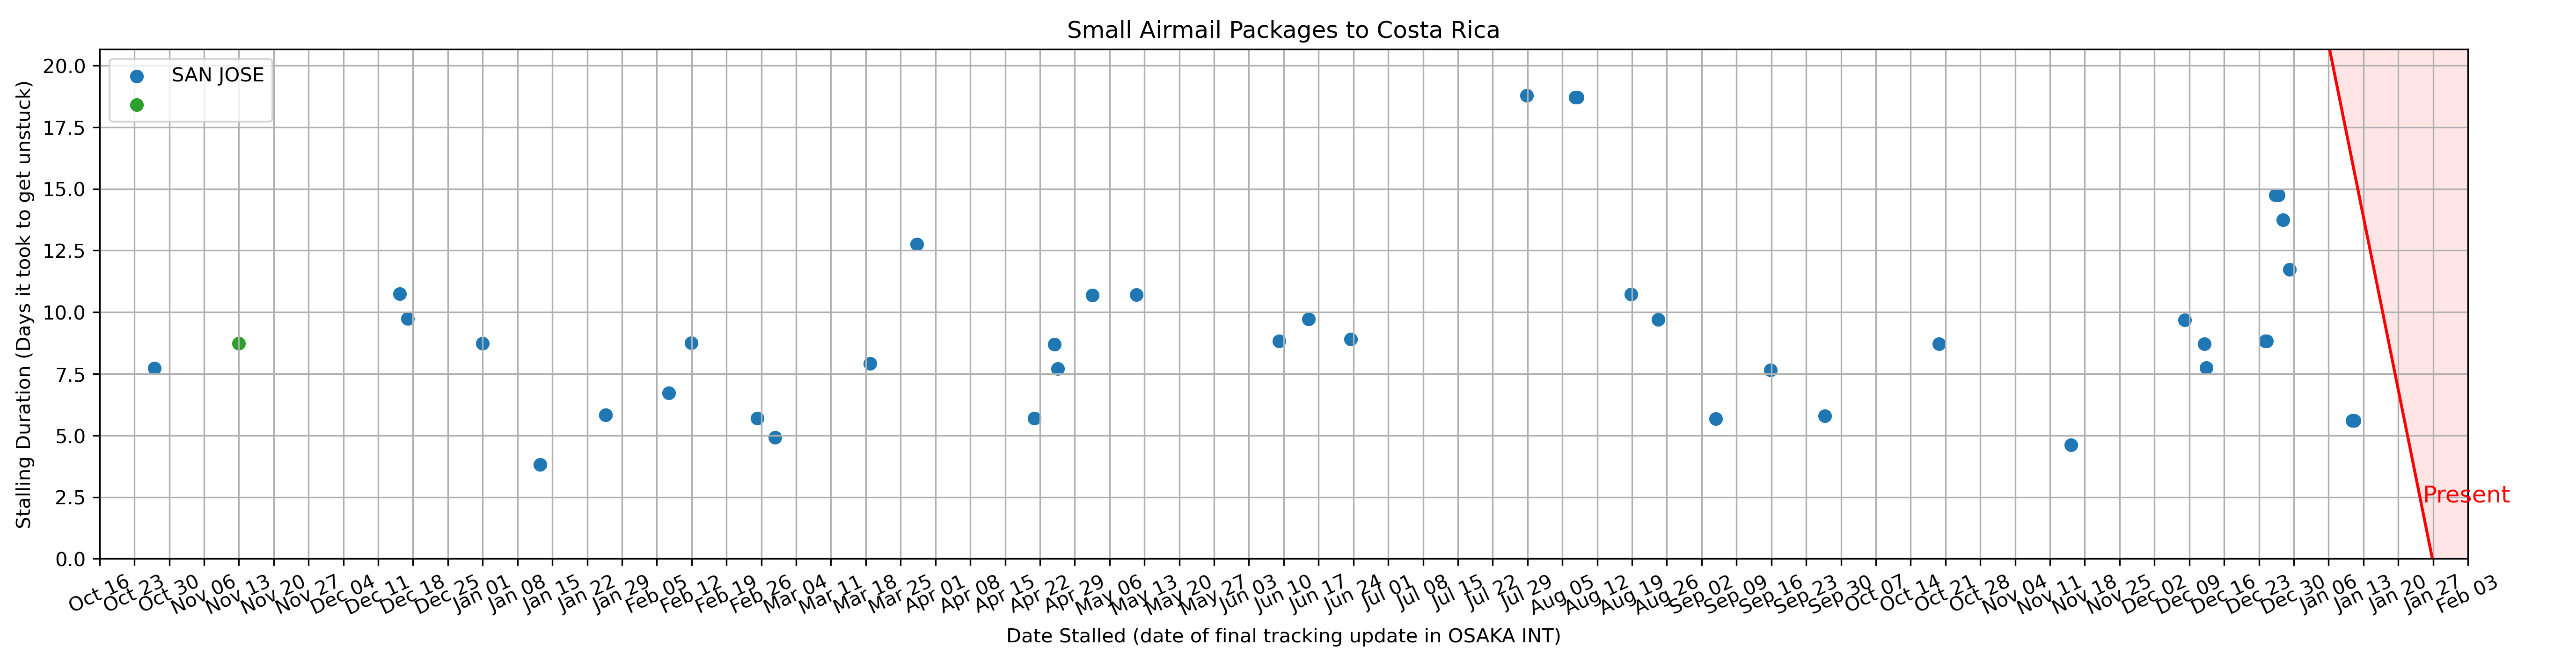 Small Airmail Packages to Costa Rica
SAN JOSE
20.0
17.5
15.0
12.5
10.0
7.5
5.0
2.5
0.0
Stalling Duration (Days it took to get unstuck)
Present
Oct 16
Oct 23
Oct 30
Nov 06
Nov 13
Nov 20
Nov 27
Dec 04
Dec 11
Dec 18
Dec 25
Jan 01
Jan 08
Jan 15
Jan 22
Jan 29
Feb 05
Feb 12
Feb 19
Feb 26
Mar 04
Mar 11
Mar 18
Mar 25
Apr 01
Apr 08
Apr 15
Apr 22
Apr 29
May 06
May 13
May 20
May 27
Jun 03
Jun 10
Jun 17
Jun 24
Jul 01
Jul 08
Jul 15
Jul 22
Jul 29
Aug 05
Aug 12
Aug 19
Aug 26
Sep 02
Sep 09
Sep 16
Sep 23
Sep 30
Oct 07
Oct 14
Oct 21
Oct 28
Nov 04
Nov 11
Nov 18
Nov 25
Dec 02
Dec 09
Dec 16
Dec 23
Dec 30
Jan 06
Jan 13
Jan 20
Jan 27
Feb 03
Date Stalled (date of final tracking update in OSAKA INT)